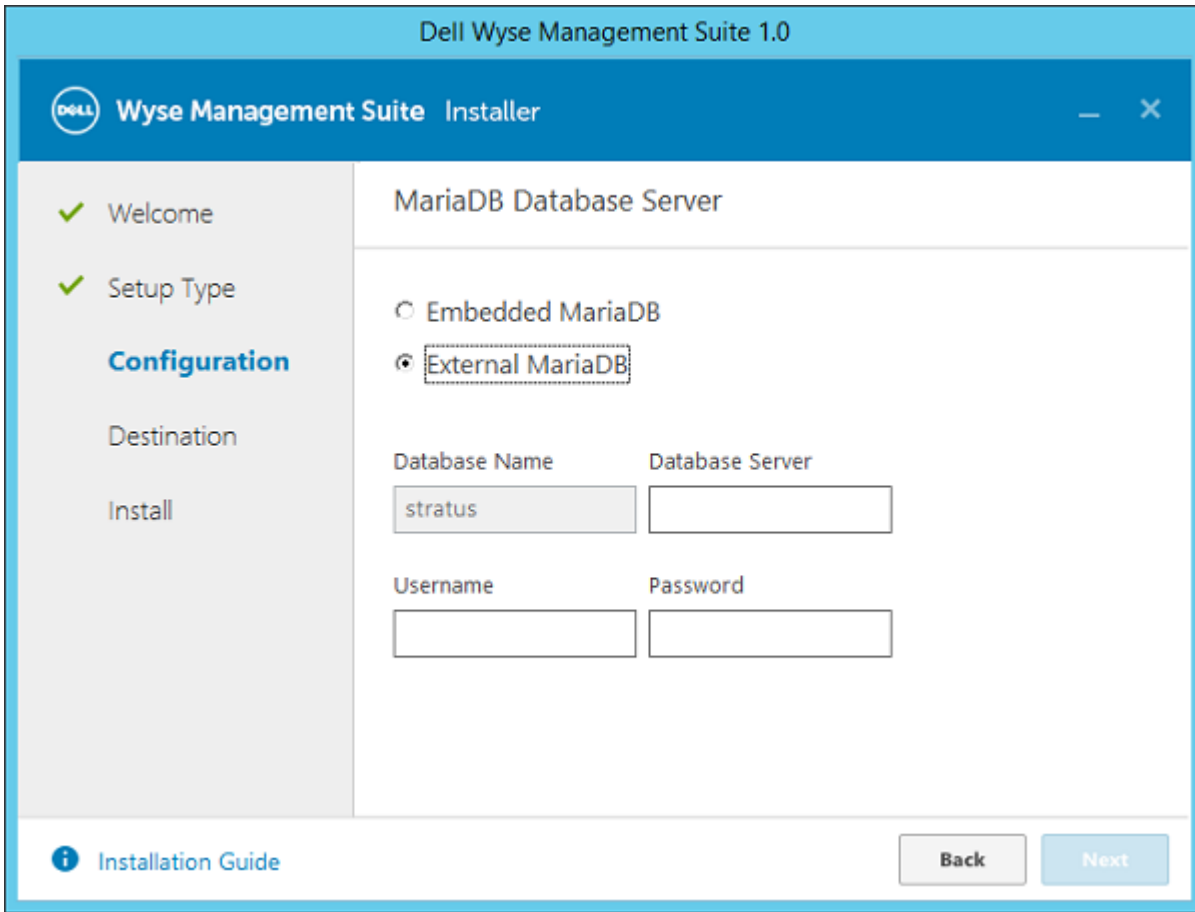 Dell Wyse Management Suite 1.0
DELL Wyse Management Suite Installer
Welcome
Setup Type
Configuration
Destination
Install
MariaDB Database Server
Embedded MariaDB
External MariaDB
Database Name Database Server
stratus
Username Password
Installation Guide
Back Next